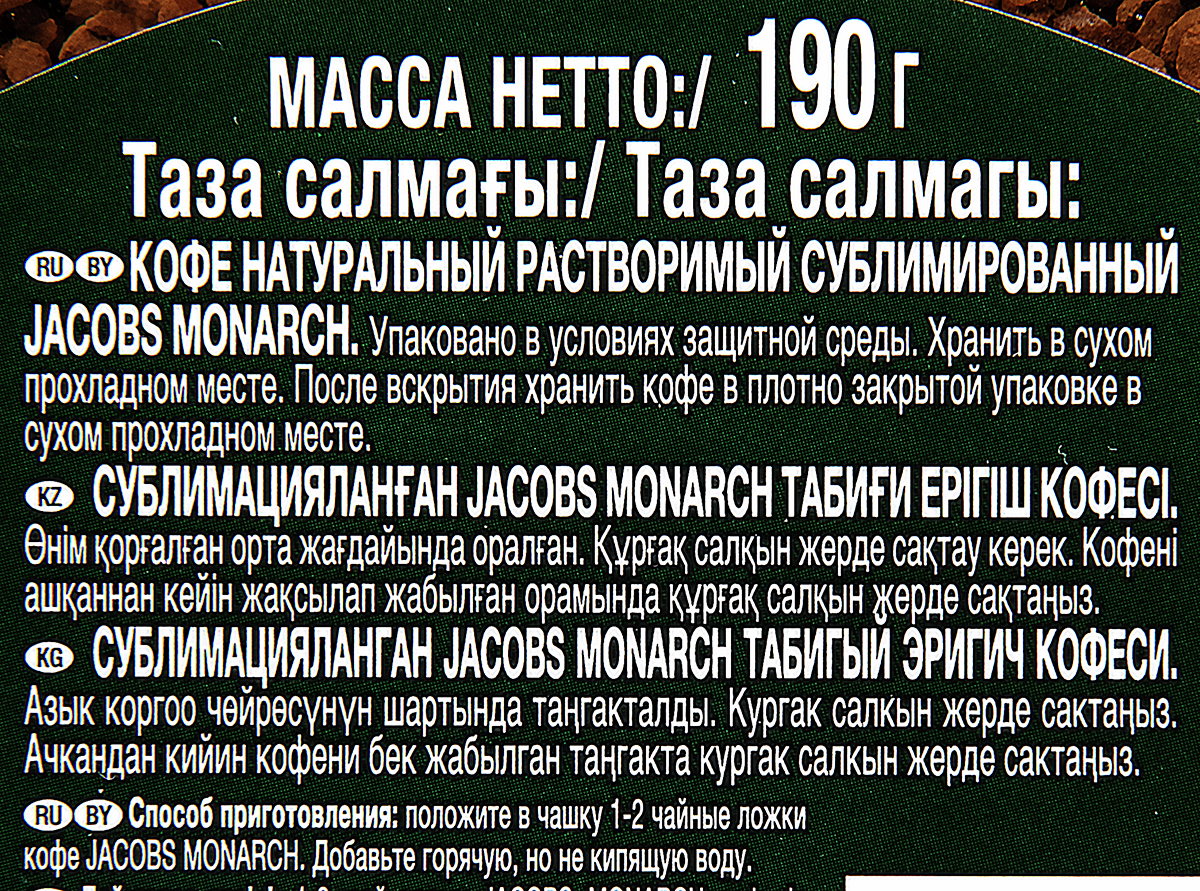 МАССА НЕТТО:/ 190 г
Таза салмағы:/ Таза салмагы:
RU BY КОФЕ НАТУРАЛЬНЫЙ РАСТВОРИМЫЙ СУБЛИМИРОВАННЫЙ
JACOBS MONARCH. Упаковано в условиях защитной среды. Хранить в сухом
прохладном месте. После вскрытия хранить кофе в плотно закрытой упаковке в
сухом прохладном месте.
KZ СУБЛИМАЦИЯЛАНҒАН JACOBS MONARCH ТАБИҒИ ЕРІГІШ КОФЕСІ.
Өнім қорғалған орта жағдайында оралған. Құрғақ салқын жерде сақтау керек. Кофені
ашқаннан кейін жақсылап жабылған орамында құрғақ салқын жерде сақтаңыз.
KG СУБЛИМАЦИЯЛАНГАН JACOBS MONARCH ТАБИГЫЙ ЭРИГИЧ КОФЕСИ.
Азык коргоо чөйрөсүнүн шартында таңгакталды. Кургак салкын жерде сактаңыз.
Ачкандан кийин кофени бек жабылган таңгакта кургак салкын жерде сактаңыз.
RU BY Способ приготовления: положите в чашку 1-2 чайные ложки
кофе JACOBS MONARCH. Добавьте горячую, но не кипящую воду.